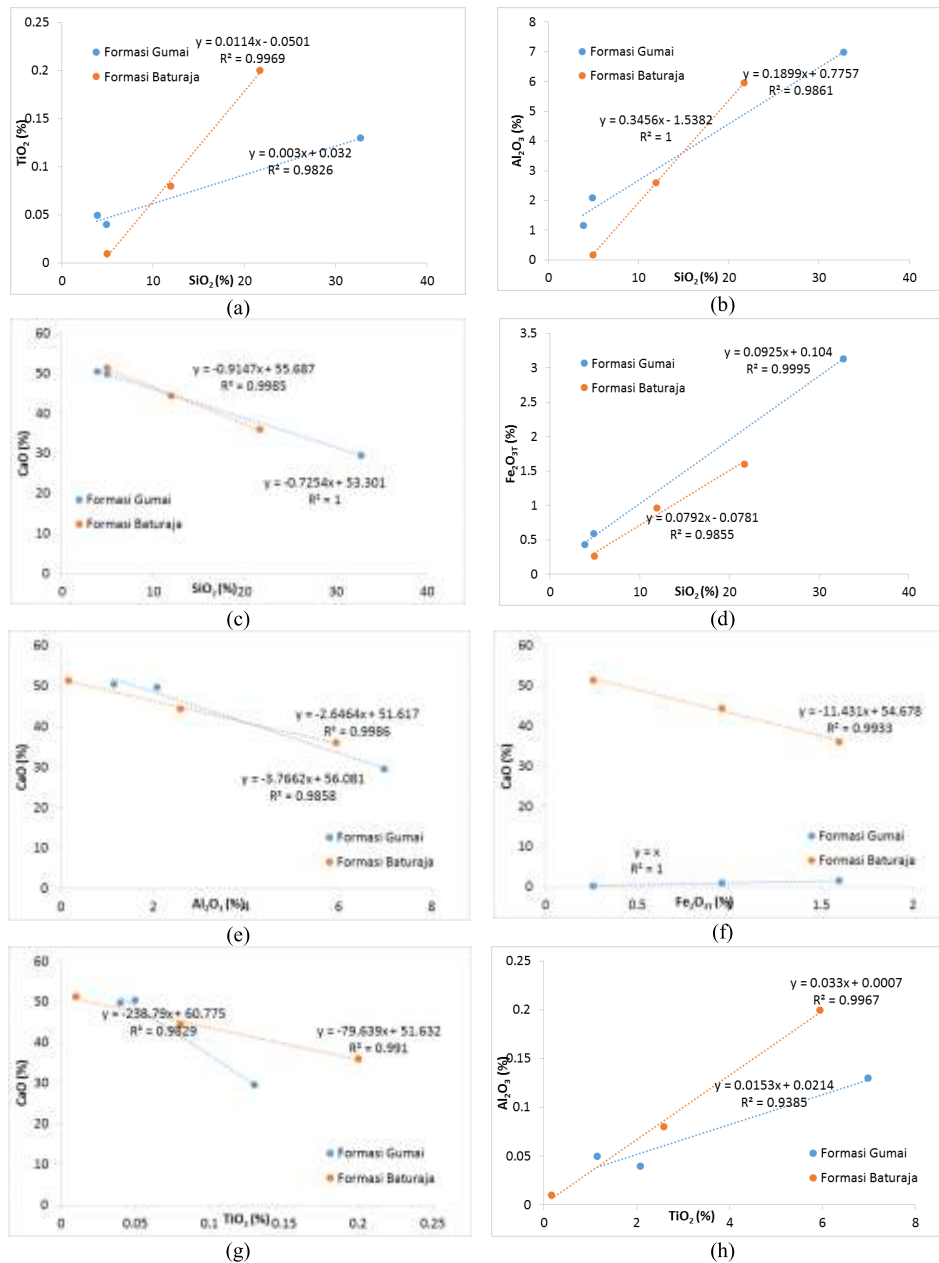 0.25
0.2
0.15
0.1
0.05
0
TiO₂ (%)
Formasi Gumai
Formasi Baturaja
y = 0.0114x - 0.0501
R² = 0.9969
y = 0.003x + 0.032
R² = 0.9826
0 10 20 30 40
SiO₂ (%)
(a)
8
7
6
5
4
3
2
1
0
Al₂O₃ (%)
Formasi Gumai
Formasi Baturaja
y = 0.1899x + 0.7757
R² = 0.9861
y = 0.3456x - 1.5382
R² = 1
0 10 20 30 40
SiO₂ (%)
(b)
60
50
40
30
20
10
0
CaO (%)
y = -0.9147x + 55.687
R² = 0.9985
y = -0.7254x + 53.301
R² = 1
Formasi Gumai
Formasi Baturaja
0 10 20 30 40
SiO₂ (%)
(c)
3.5
3
2.5
2
1.5
1
0.5
0
Fe₂O₃T (%)
Formasi Gumai
Formasi Baturaja
y = 0.0925x + 0.104
R² = 0.9995
y = 0.0792x - 0.0781
R² = 0.9855
0 10 20 30 40
SiO₂ (%)
(d)
60
50
40
30
20
10
0
CaO (%)
y = -2.6464x + 51.617
R² = 0.9986
y = -3.7662x + 56.081
R² = 0.9858
Formasi Gumai
Formasi Baturaja
0 2 4 6 8
Al₂O₃ (%)
(e)
60
50
40
30
20
10
0
CaO (%)
y = -11.431x + 54.678
R² = 0.9933
Formasi Gumai
Formasi Baturaja
y = x
R² = 1
0 0.5 1 1.5 2
Fe₂O₃T (%)
(f)
60
50
40
30
20
10
0
CaO (%)
y = -238.79x + 60.775
y = -79.639x + 51.632
R² = 0.991
Formasi Gumai
Formasi Baturaja
0 0.05 0.1 0.15 0.2 0.25
TiO₂ (%)
(g)
0.25
0.2
0.15
0.1
0.05
0
Al₂O₃ (%)
y = 0.033x + 0.0007
R² = 0.9967
y = 0.0153x + 0.0214
R² = 0.9385
Formasi Gumai
Formasi Baturaja
0 2 4 6 8
TiO₂ (%)
(h)